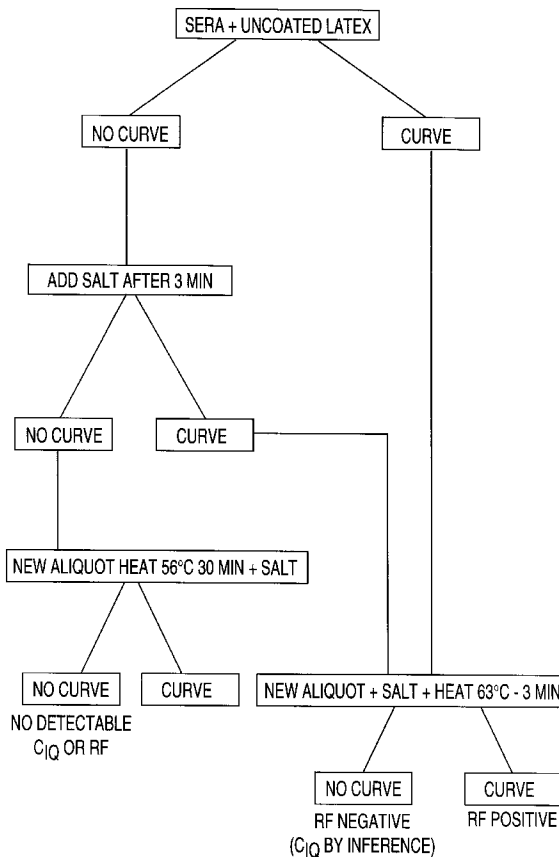 SERA + UNCOATED LATEX
NO CURVE
CURVE
ADD SALT AFTER 3 MIN
NO CURVE
CURVE
NEW ALIQUOT HEAT 56°C 30 MIN + SALT
NO CURVE
CURVE
NO DETECTABLE
CIQ OR RF
NEW ALIQUOT + SALT + HEAT 63°C - 3 MIN
NO CURVE
CURVE
RF NEGATIVE
(CIQ BY INFERENCE)
RF POSITIVE